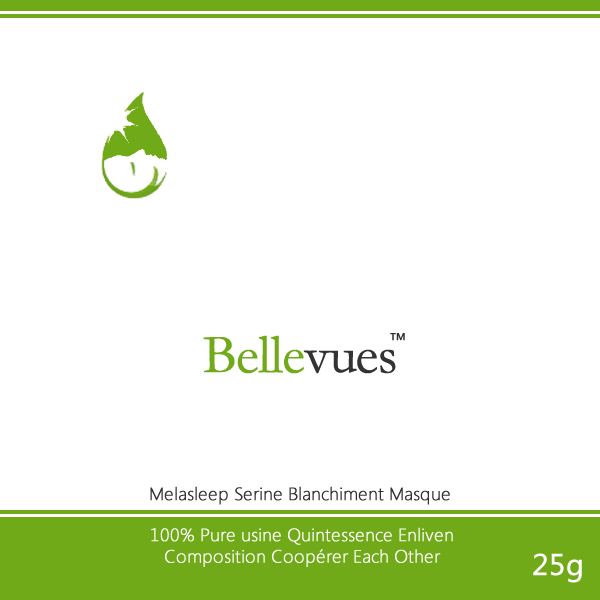 Bellevues™
Melasleep Serine Blanchiment Masque
100% Pure usine Quintessence Enliven
Composition Coopérer Each Other
25g